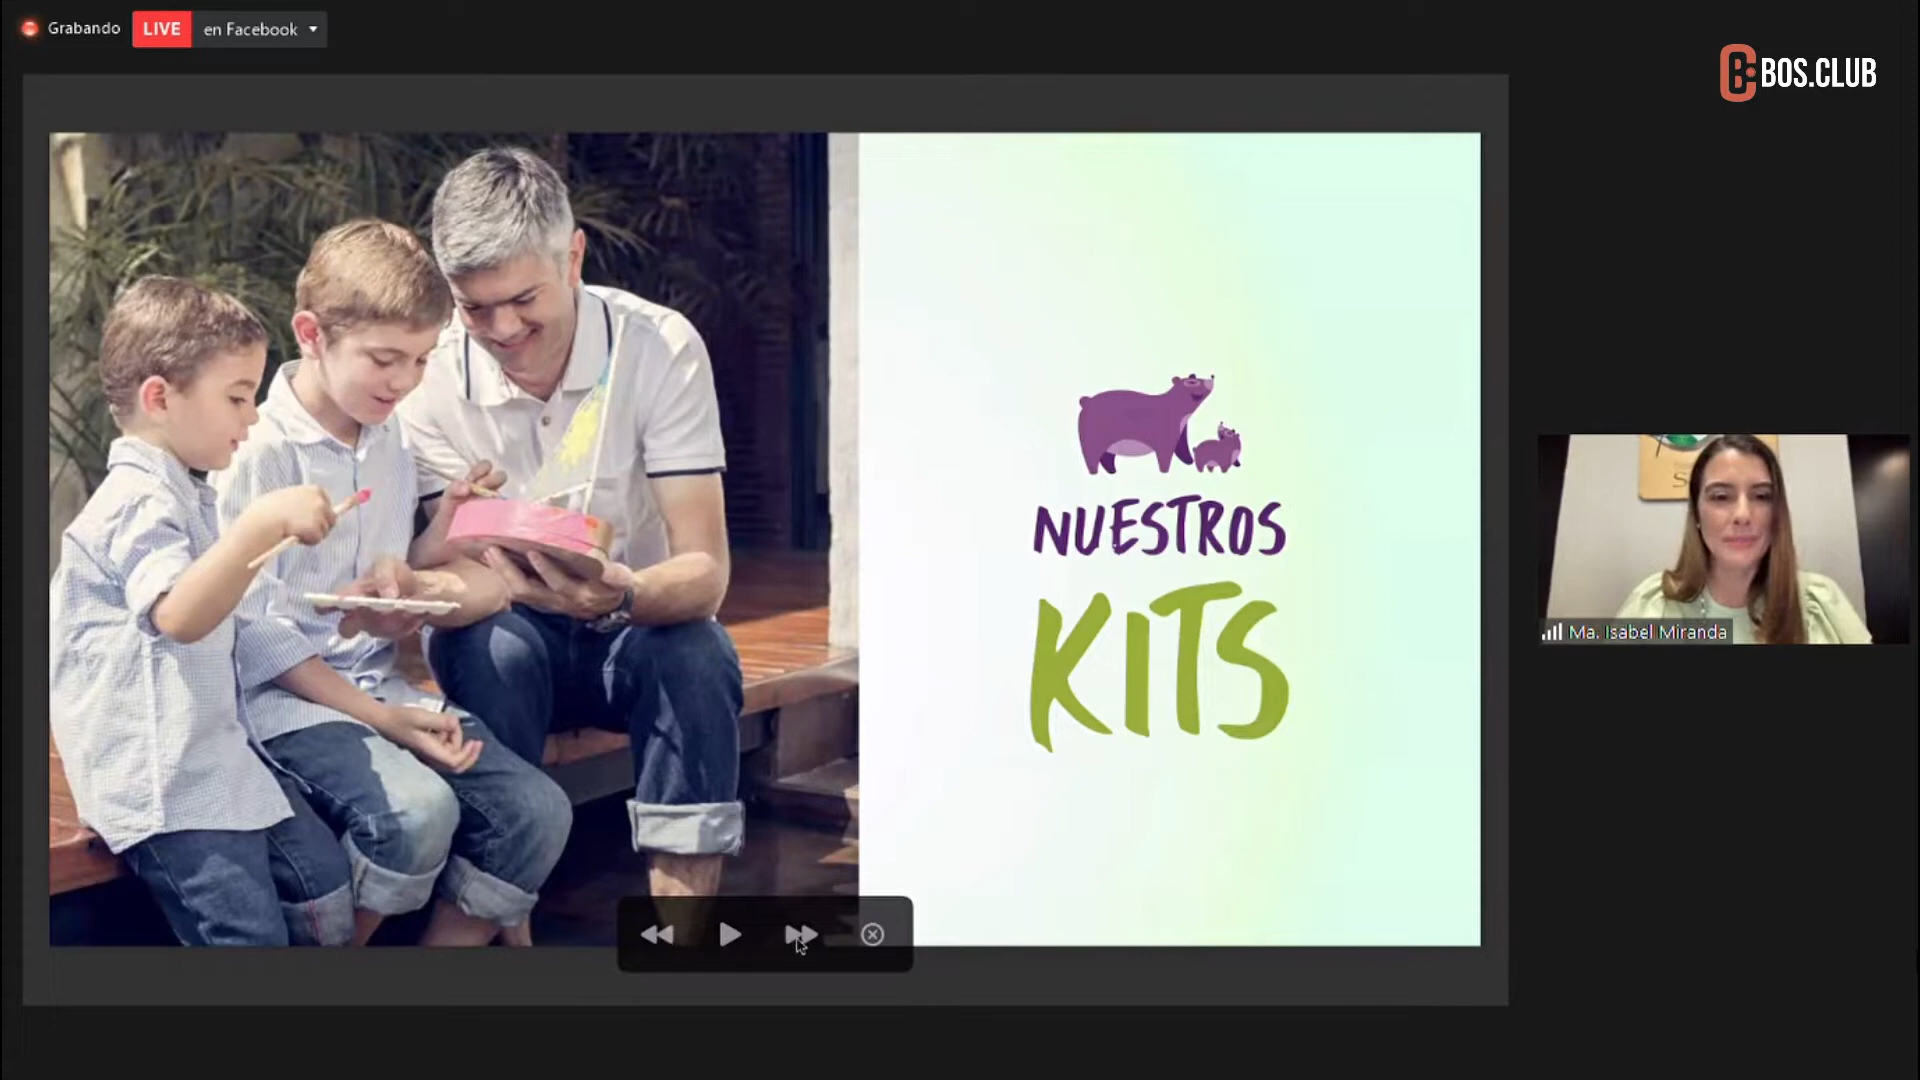 Grabando
LIVE
en Facebook
BOS.CLUB
NUESTROS
KITS
Ma. Isabel Miranda